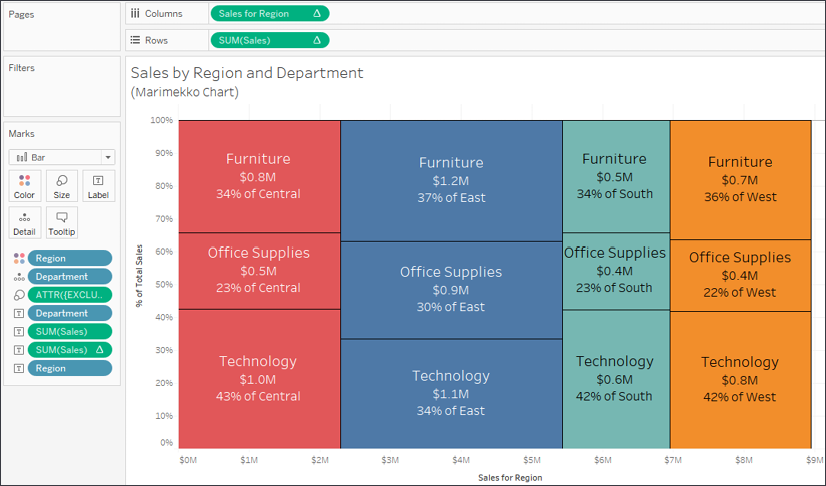 Pages
Columns
Sales for Region
Rows
SUM(Sales)
Filters
Sales by Region and Department
(Marimekko Chart)
Marks
Bar
Color
Size
Label
Detail
Tooltip
Region
Department
ATTR({EXCLU..
Department
SUM(Sales)
SUM(Sales)
Region
% of Total Sales
100%
90%
80%
70%
60%
50%
40%
30%
20%
10%
0%
Furniture
$0.8M
34% of Central
Office Supplies
$0.5M
23% of Central
Technology
$1.0M
43% of Central
Furniture
$1.2M
37% of East
Office Supplies
$0.9M
30% of East
Technology
$1.1M
34% of East
Furniture
$0.5M
34% of South
Office Supplies
$0.4M
23% of South
Technology
$0.6M
42% of South
Furniture
$0.7M
36% of West
Office Supplies
$0.4M
22% of West
Technology
$0.8M
42% of West
$0M $1M $2M $3M $4M $5M $6M $7M $8M $9M
Sales for Region